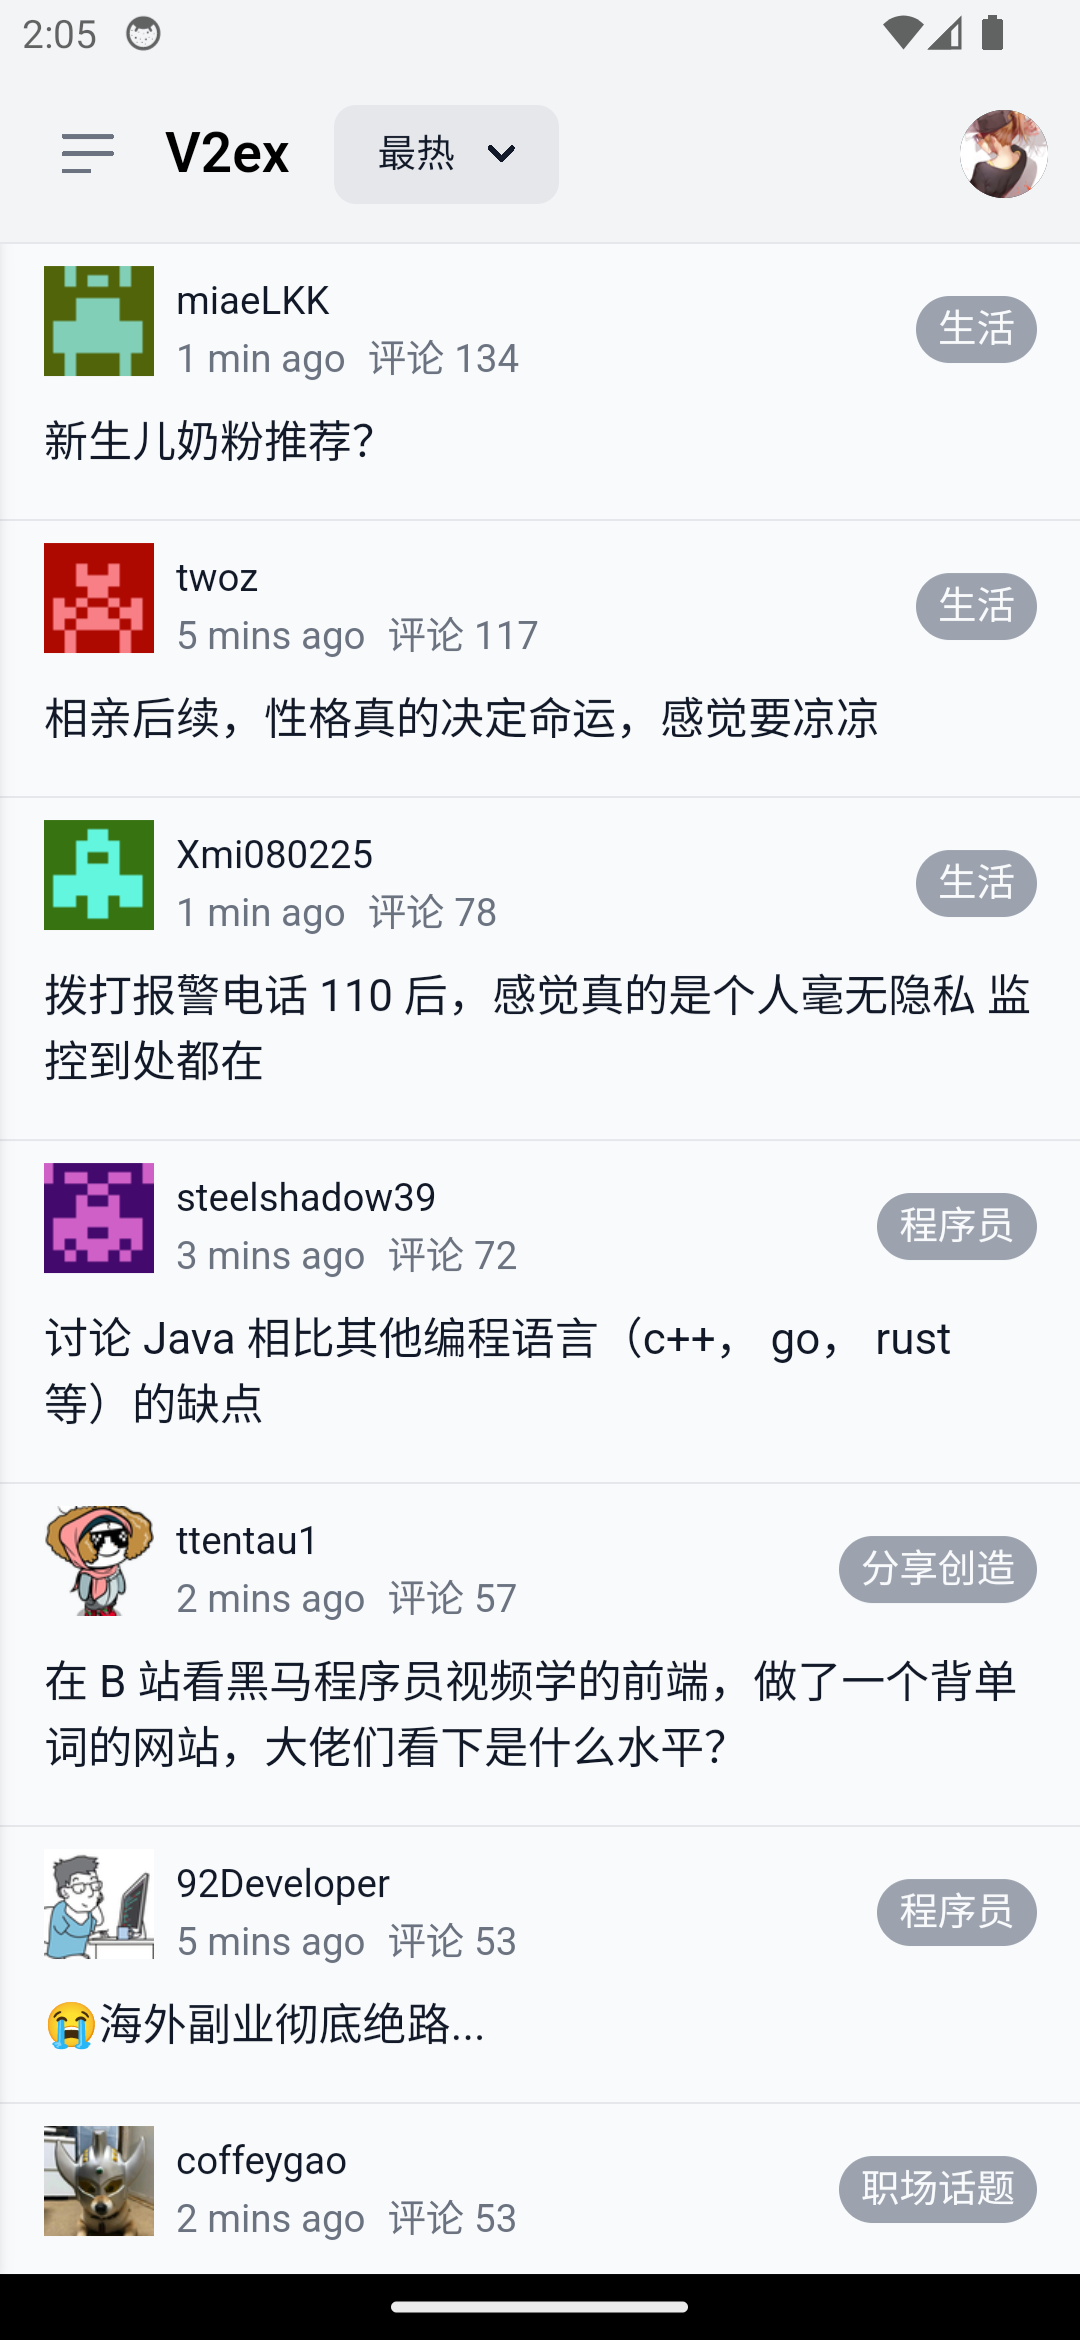 2:05
V2ex
最热
miaeLKK
1 min ago 评论 134
生活
新生儿奶粉推荐?
twoz
5 mins ago 评论 117
生活
相亲后续，性格真的决定命运，感觉要凉凉
Xmi080225
1 min ago 评论 78
生活
拨打报警电话 110 后，感觉真的是个人毫无隐私 监
控到处都在
steelshadow39
3 mins ago 评论 72
程序员
讨论 Java 相比其他编程语言（c++， go， rust
等）的缺点
ttentau1
2 mins ago 评论 57
分享创造
在 B 站看黑马程序员视频学的前端，做了一个背单
词的网站，大佬们看下是什么水平?
92Developer
5 mins ago 评论 53
程序员
😭海外副业彻底绝路...
coffeygao
2 mins ago 评论 53
职场话题